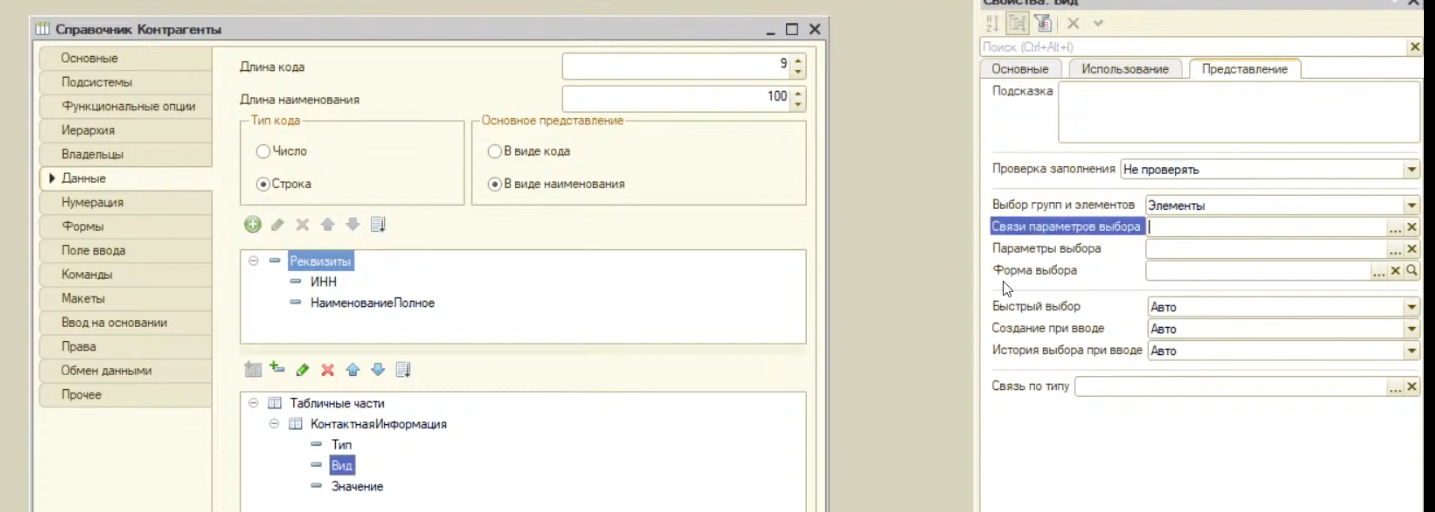 Справочник Контрагенты
Основные
Подсистемы
Функциональные опции
Иерархия
Владельцы
Данные
Нумерация
Формы
Поле ввода
Команды
Макеты
Ввод на основании
Права
Обмен данными
Прочее
Длина кода 9
Длина наименования 100
Тип кода
Число
Строка
Основное представление
В виде кода
В виде наименования
Реквизиты
ИНН
НаименованиеПолное
Табличные части
КонтактнаяИнформация
Тип
Вид
Значение
Свойства: Вид
Поиск (Ctrl+Alt+I)
Основные Использование Представление
Подсказка
Проверка заполнения Не проверять
Выбор групп и элементов Элементы
Связи параметров выбора
Параметры выбора
Форма выбора
Быстрый выбор Авто
Создание при вводе Авто
История выбора при вводе Авто
Связь по типу